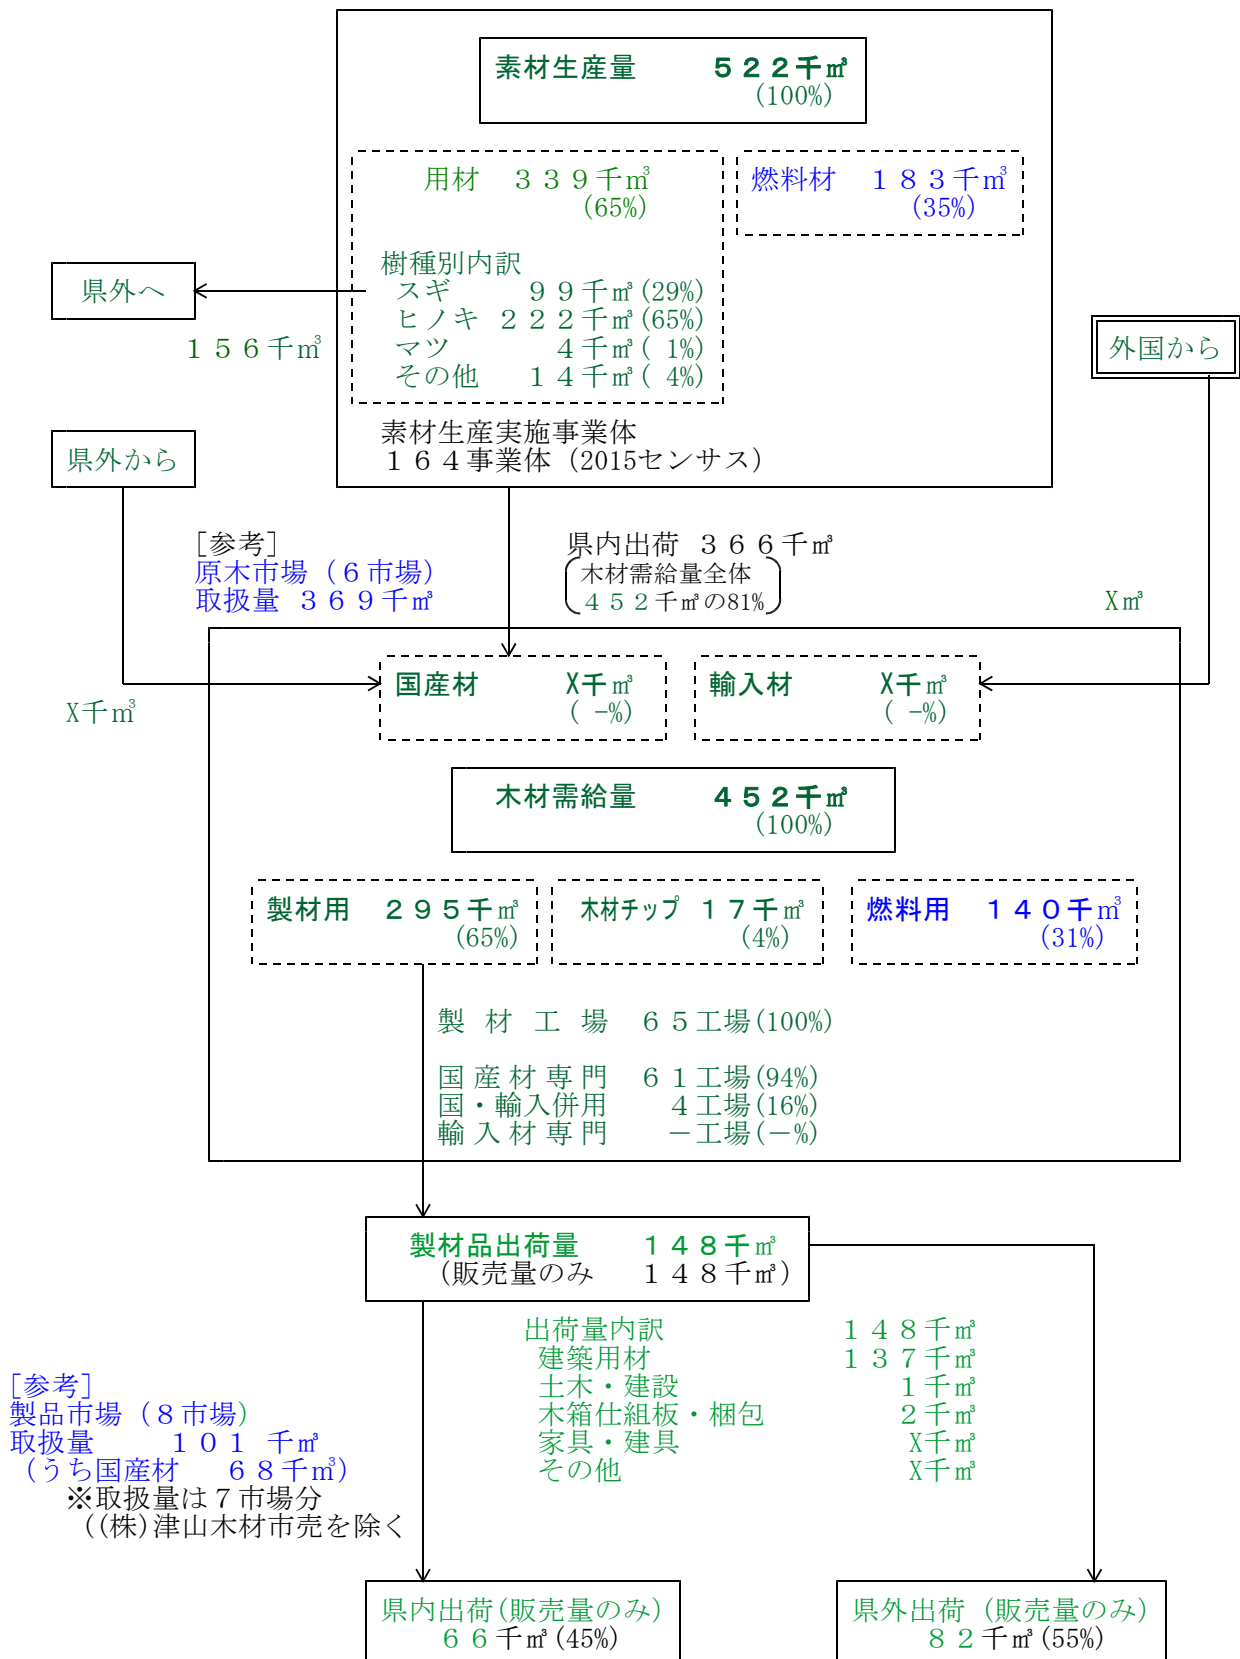 素材生産量 ５２２千㎥
(100%)
用材 ３３９千㎥
(65%)
燃料材 １８３千㎥
(35%)
樹種別内訳
スギ ９９千㎥(29%)
ヒノキ ２２２千㎥(65%)
マツ ４千㎥( 1%)
その他 １４千㎥( 4%)
県外へ
１５６千㎥
外国から
素材生産実施事業体
１６４事業体（2015センサス）
県外から
[参考]
原木市場（６市場）
取扱量 ３６９千㎥
県内出荷 ３６６千㎥
木材需給量全体
４５２千㎥の81%
X㎥
国産材 X千㎥
( -%)
輸入材 X千㎥
( -%)
X千㎥
木材需給量 ４５２千㎥
(100%)
製材用 ２９５千㎥
(65%)
木材チップ １７千㎥
(4%)
燃料用 １４０千㎥
(31%)
製材工場 ６５工場(100%)
国産材専門 ６１工場(94%)
国・輸入併用 ４工場(16%)
輸入材専門 －工場(－%)
製材品出荷量 １４８千㎥
（販売量のみ １４８千㎥）
出荷量内訳 １４８千㎥
建築用材 １３７千㎥
土木・建設 １千㎥
木箱仕組板・梱包 ２千㎥
家具・建具 X千㎥
その他 X千㎥
[参考]
製品市場（８市場）
取扱量 １０１ 千㎥
（うち国産材 ６８千㎥）
※取扱量は７市場分
（(株)津山木材市売を除く
県内出荷(販売量のみ)
６６千㎥(45%)
県外出荷（販売量のみ）
８２千㎥(55%)